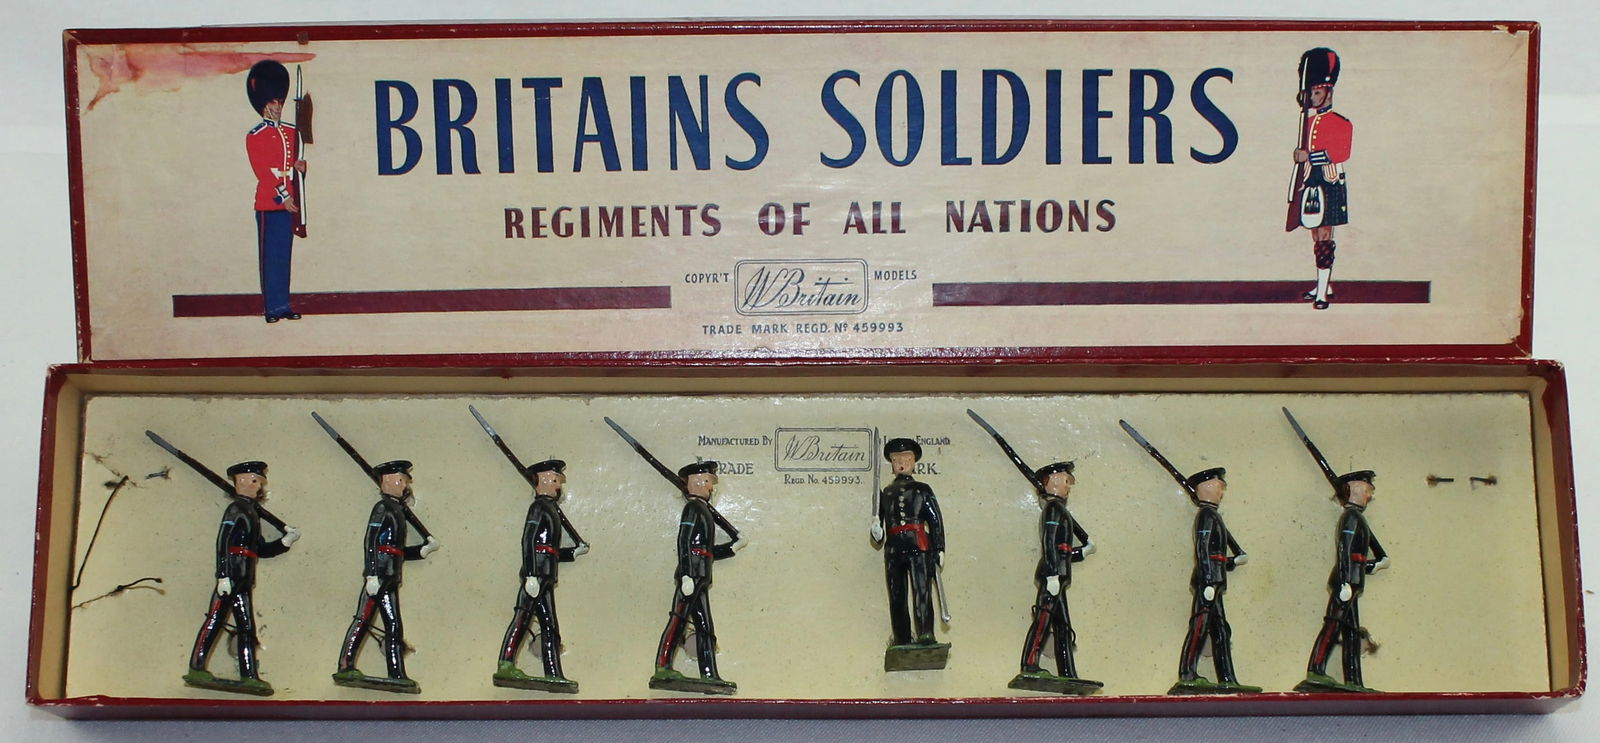 BRITAINS SOLDIERS
REGIMENTS OF ALL NATIONS
COPYR'T W Britain MODELS
TRADE MARK REGD. Nº 459993
MANUFACTURED BY W Britain ENGLAND
REGD. No. 459993.